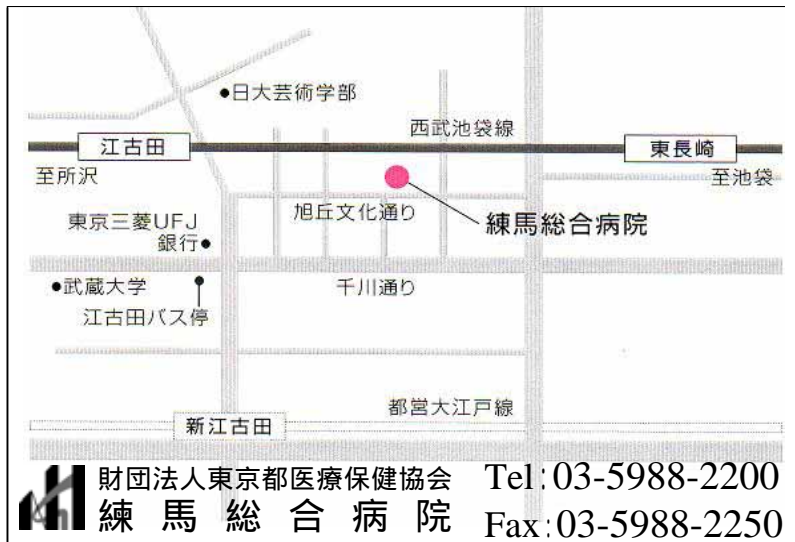 ●日大芸術学部
西武池袋線
江古田
東長崎
至所沢
至池袋
旭丘文化通り
練馬総合病院
東京三菱UFJ
銀行●
●武蔵大学
千川通り
江古田バス停
都営大江戸線
新江古田
財団法人東京都医療保健協会
練馬総合病院
Tel:03-5988-2200
Fax:03-5988-2250